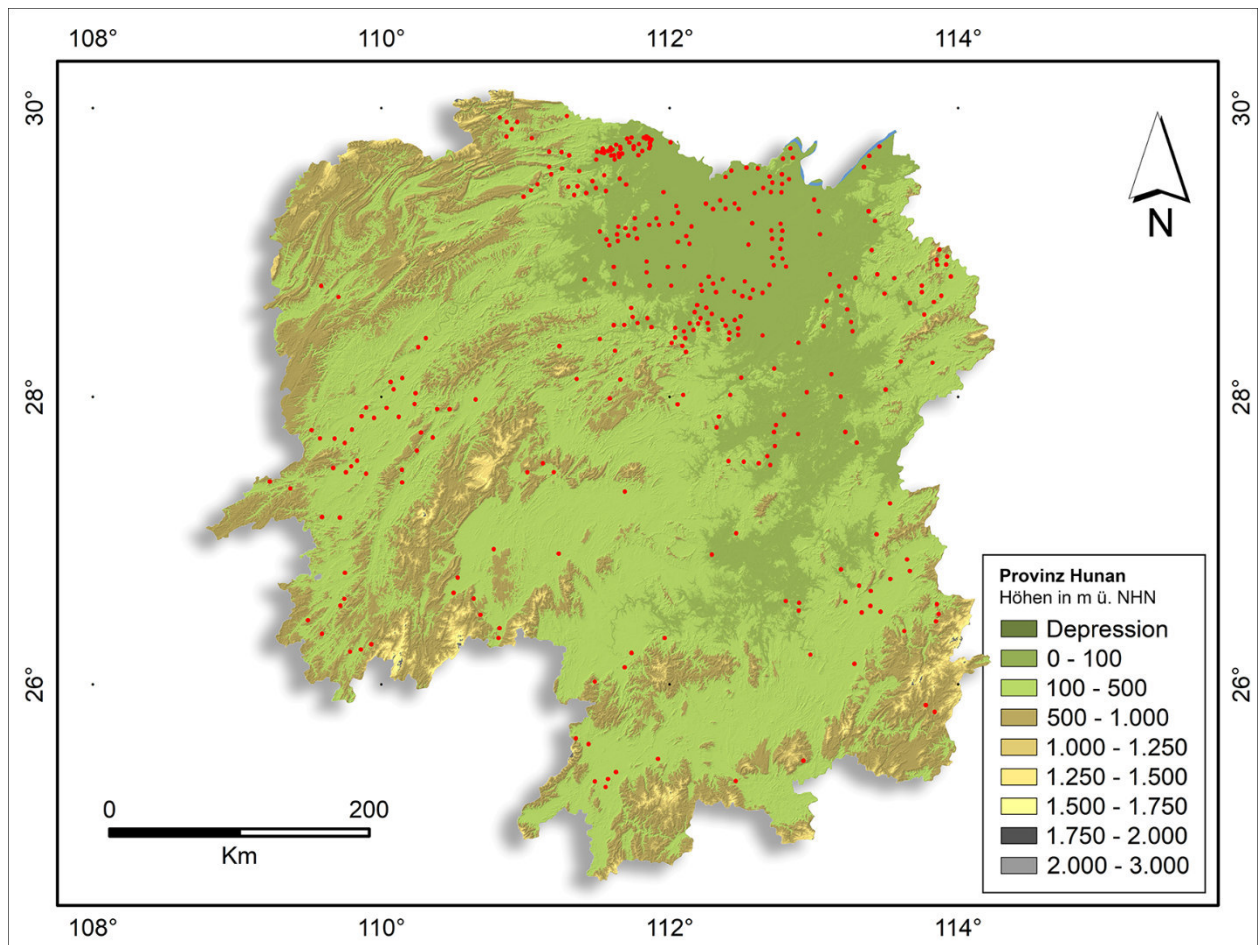 108° 110° 112° 114°
30° 30°
28° 28°
26° 26°
N
0 200
Km
Provinz Hunan
Höhen in m ü. NHN
Depression
0 - 100
100 - 500
500 - 1.000
1.000 - 1.250
1.250 - 1.500
1.500 - 1.750
1.750 - 2.000
2.000 - 3.000
108° 110° 112° 114°